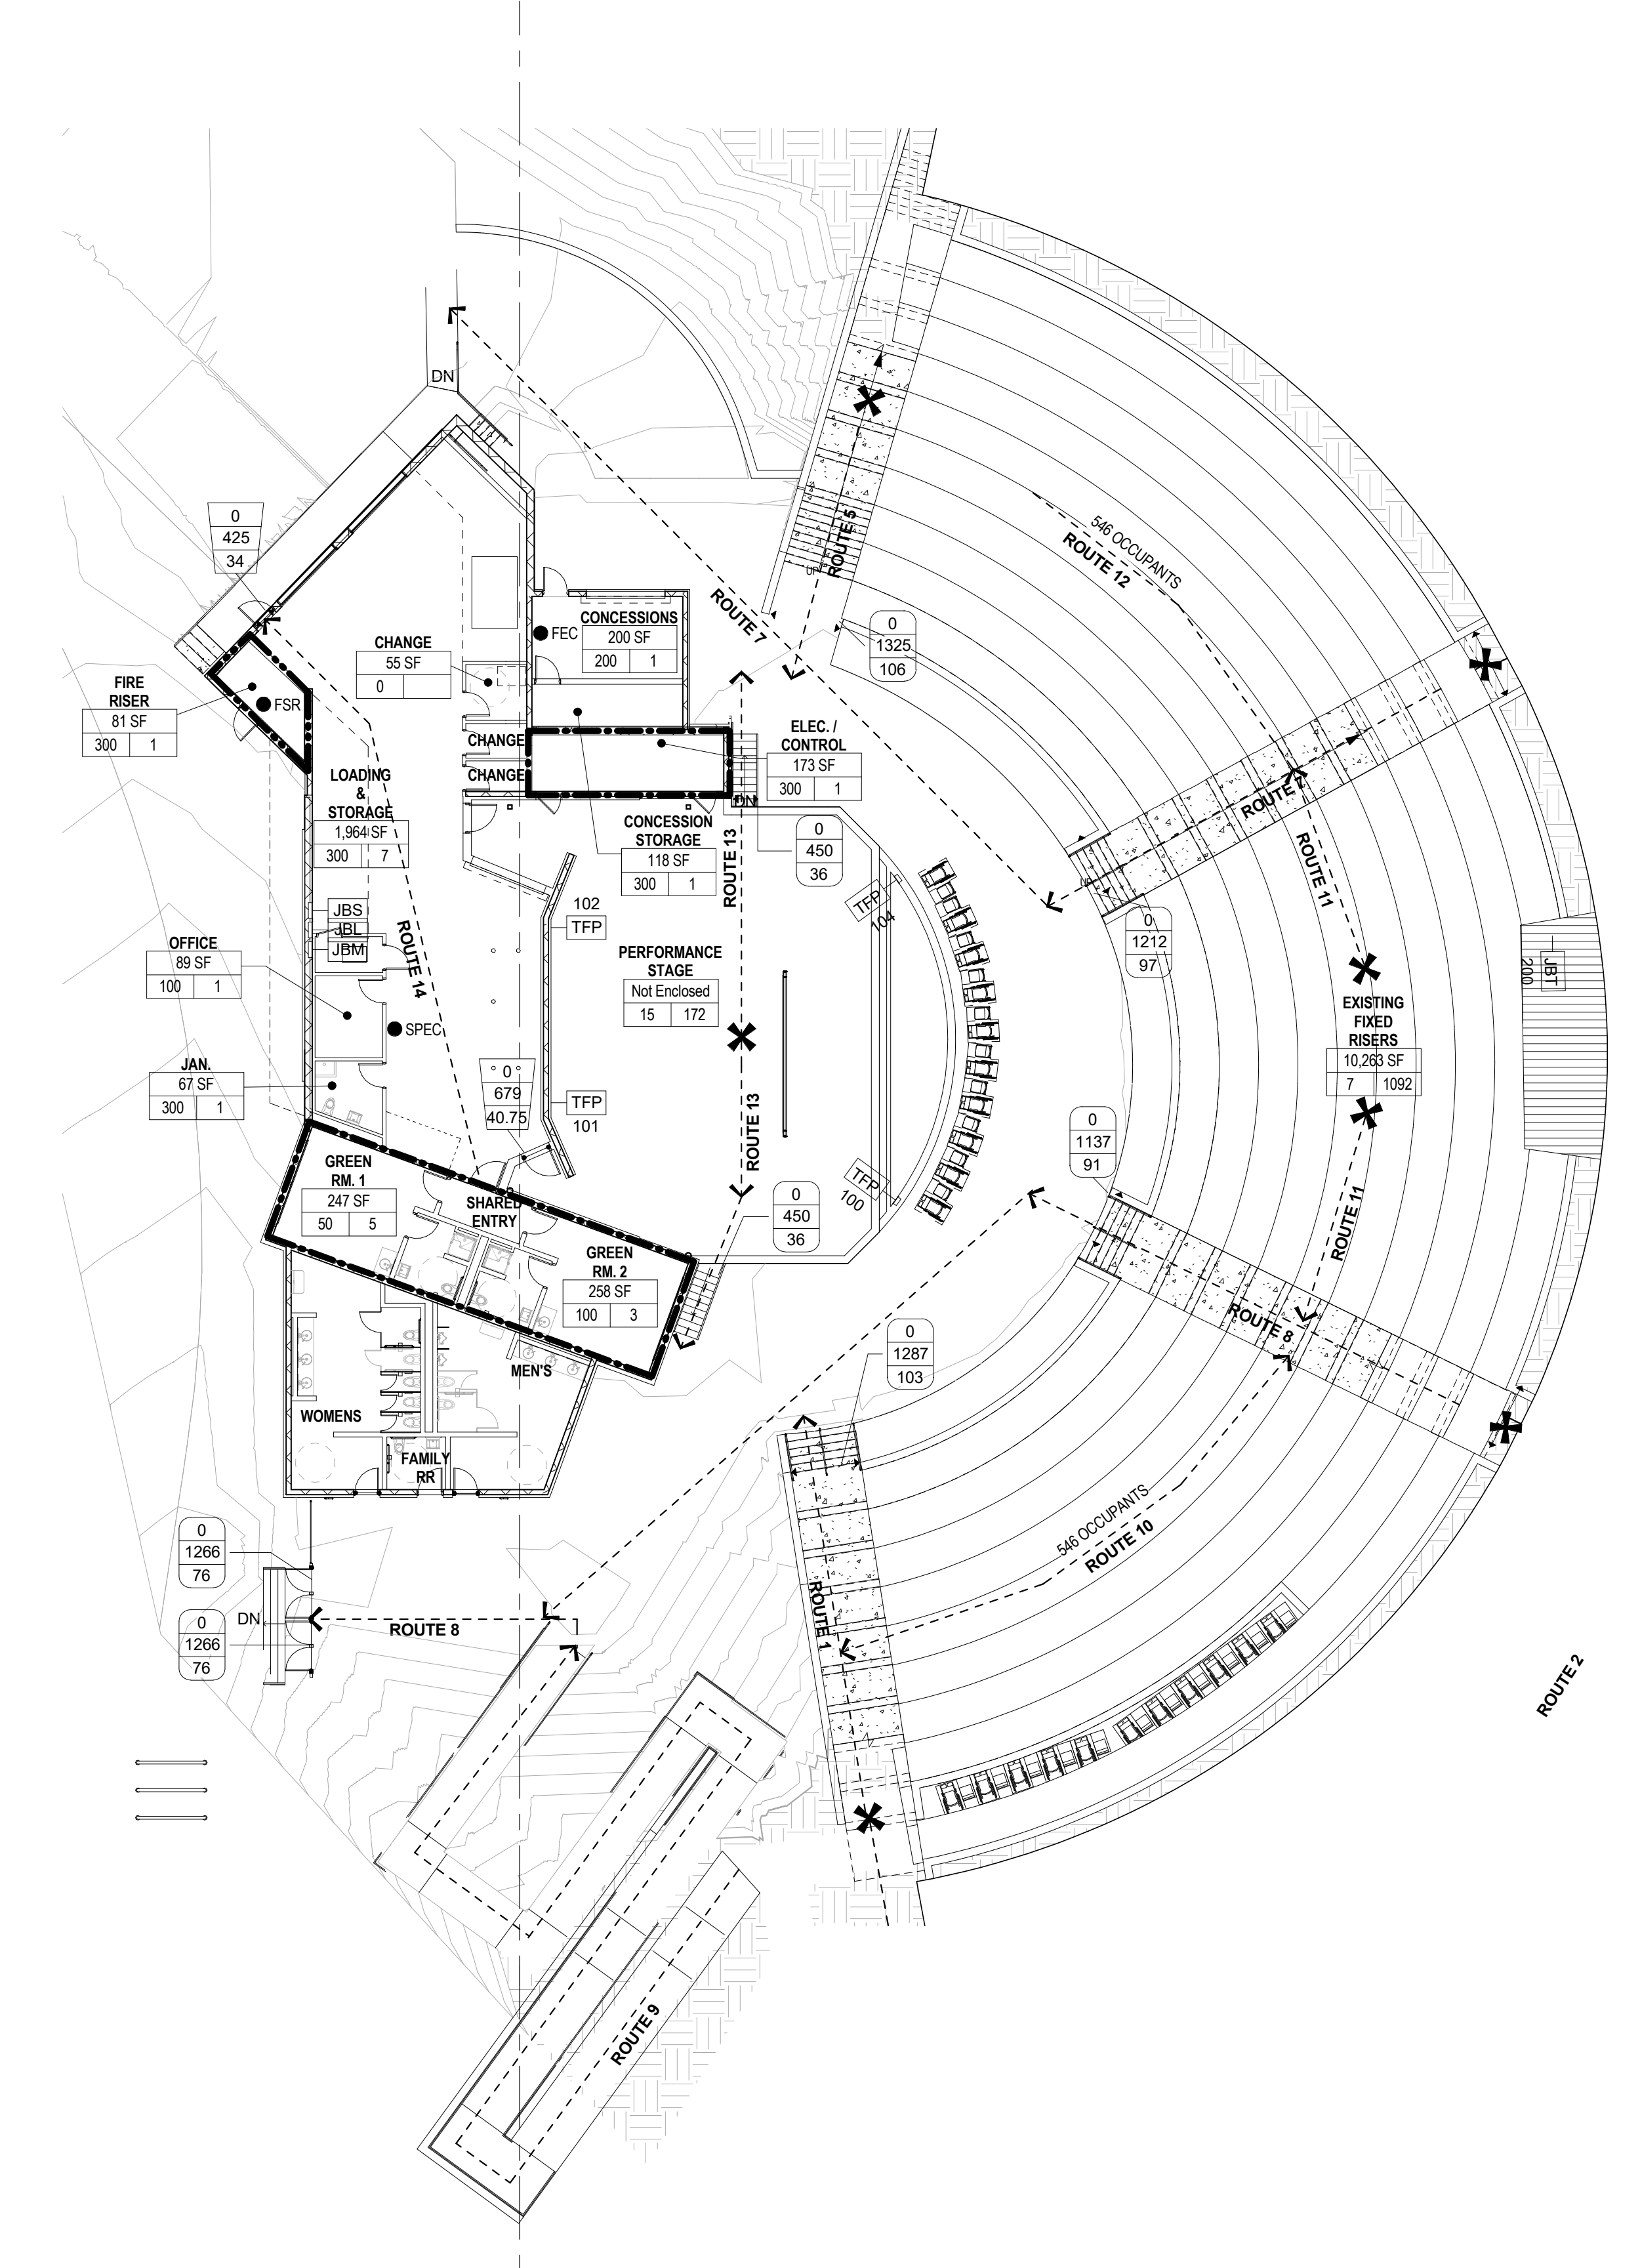 DN
0
425
34
546 OCCUPANTS
ROUTE 12
ROUTE 5
UP
ROUTE 7
CONCESSIONS
200 SF
200 1
FEC
0
1325
106
CHANGE
55 SF
0
FIRE
RISER
81 SF
300 1
FSR
CHANGE
CHANGE
ELEC. /
CONTROL
173 SF
300 1
DN
LOADING
&
STORAGE
1,964 SF
300 7
CONCESSION
STORAGE
118 SF
300 1
ROUTE 13
0
450
36
ROUTE 7
ROUTE 11
UP
0
1212
97
JBS
JBL
JBM
102
TFP
TFP
104
OFFICE
89 SF
100 1
ROUTE 14
SPEC
PERFORMANCE
STAGE
Not Enclosed
15 172
JBT
200
EXISTING
FIXED
RISERS
10,263 SF
7 1092
JAN.
67 SF
300 1
0
679
40.75
TFP
101
ROUTE 13
0
1137
91
GREEN
RM. 1
247 SF
50 5
SHARED
ENTRY
TFP
100
0
450
36
ROUTE 11
GREEN
RM. 2
258 SF
100 3
ROUTE 8
0
1287
103
MEN'S
WOMENS
FAMILY
RR
0
1266
76
DN
0
1266
76
ROUTE 8
546 OCCUPANTS
ROUTE 10
ROUTE 1
ROUTE 2
ROUTE 9